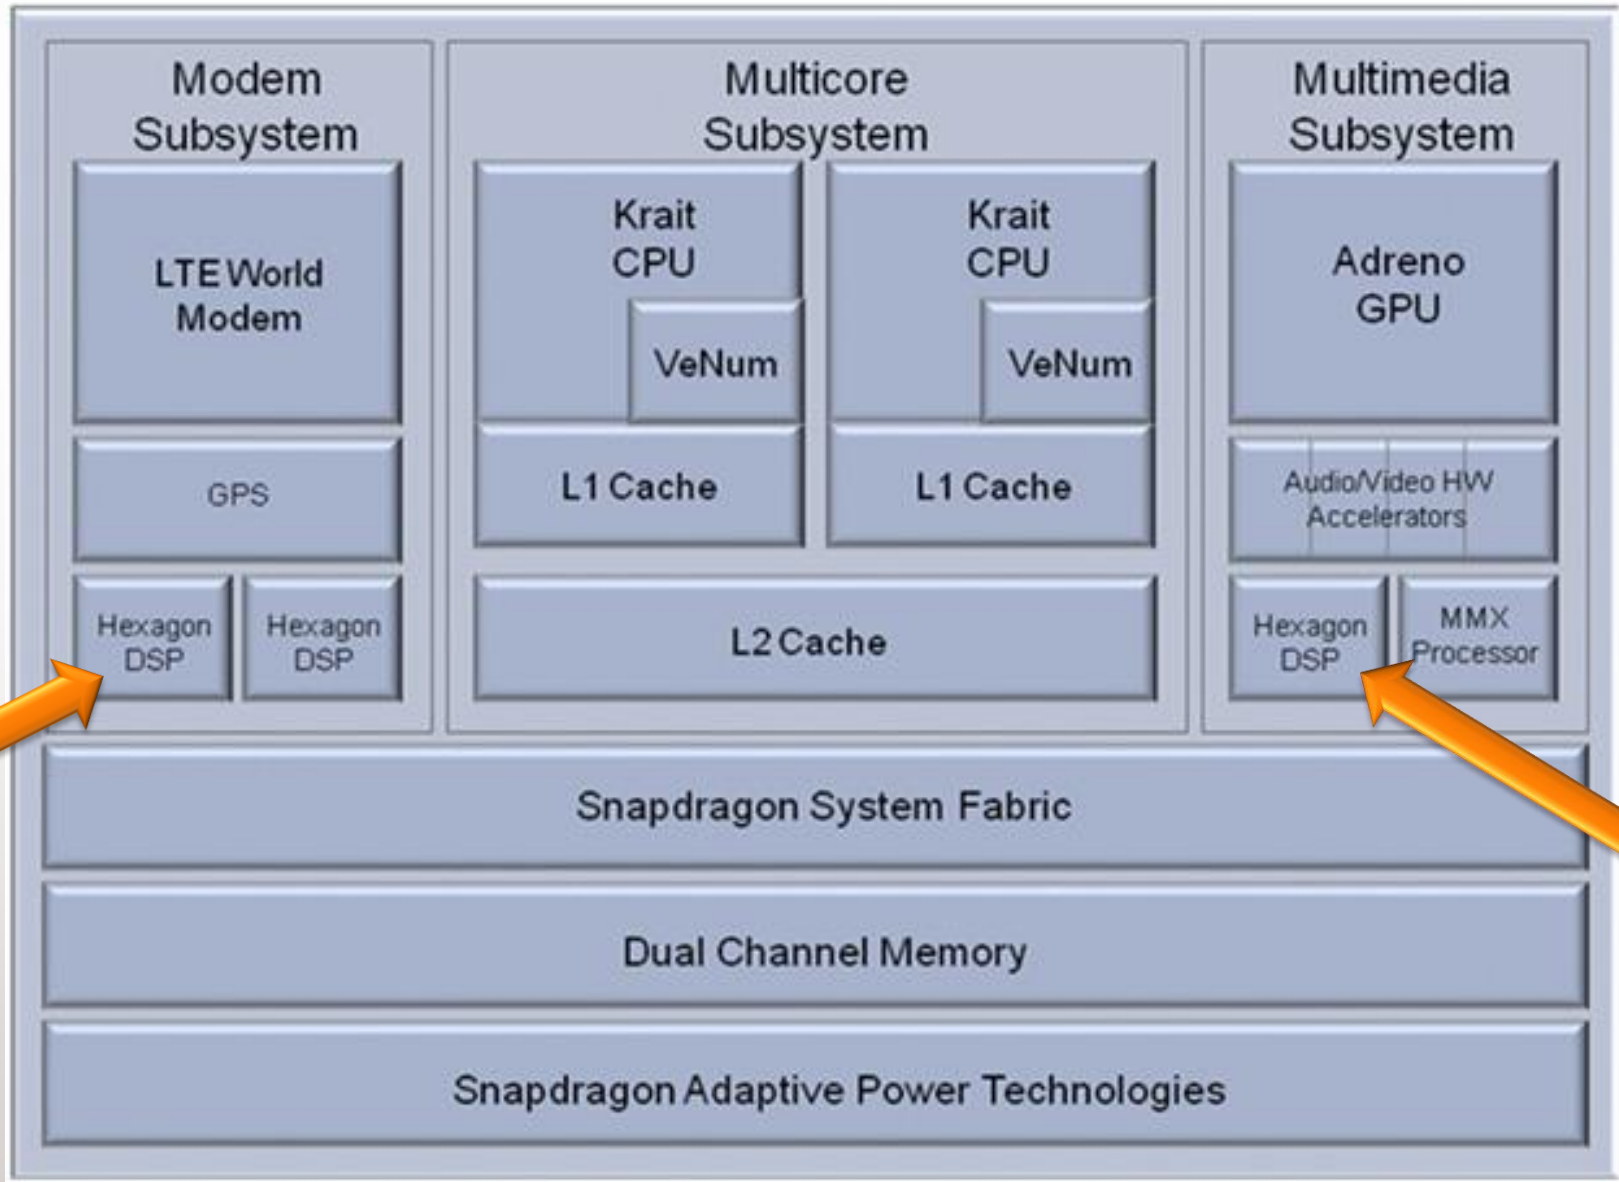 Modem
Subsystem
LTE World
Modem
GPS
Hexagon
DSP
Hexagon
DSP
Multicore
Subsystem
Krait
CPU
VeNum
L1 Cache
Krait
CPU
VeNum
L1 Cache
L2 Cache
Multimedia
Subsystem
Adreno
GPU
Audio/Video HW
Accelerators
Hexagon
DSP
MMX
Processor
Snapdragon System Fabric
Dual Channel Memory
Snapdragon Adaptive Power Technologies